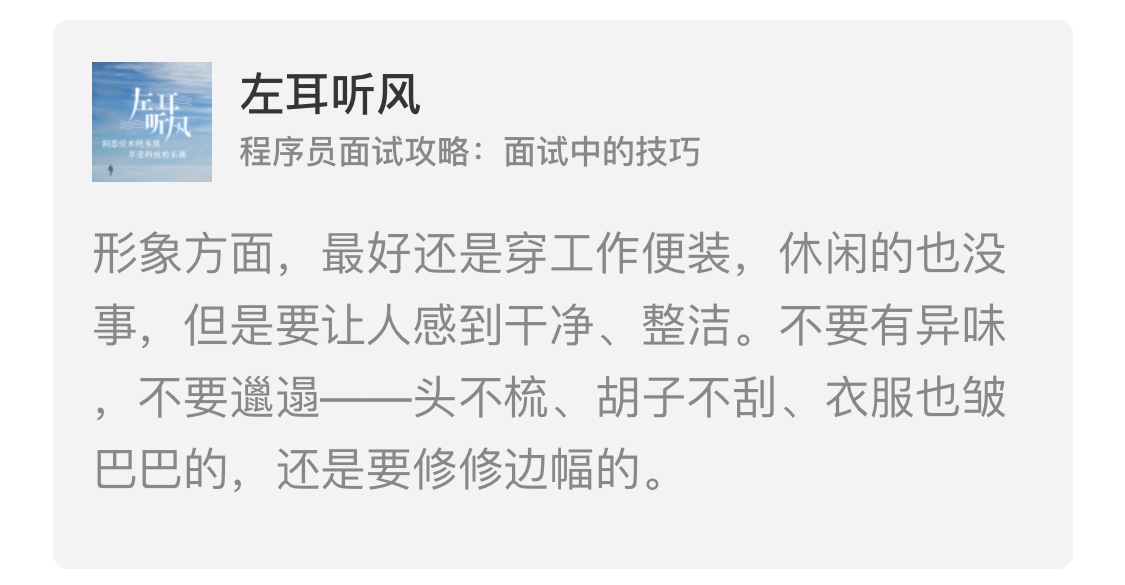 左耳
听风
洞悉技术的本质
享受科技的乐趣
左耳听风
程序员面试攻略：面试中的技巧
形象方面，最好还是穿工作便装，休闲的也没
事，但是要让人感到干净、整洁。不要有异味
，不要邋遢——头不梳、胡子不刮、衣服也皱
巴巴的，还是要修修边幅的。